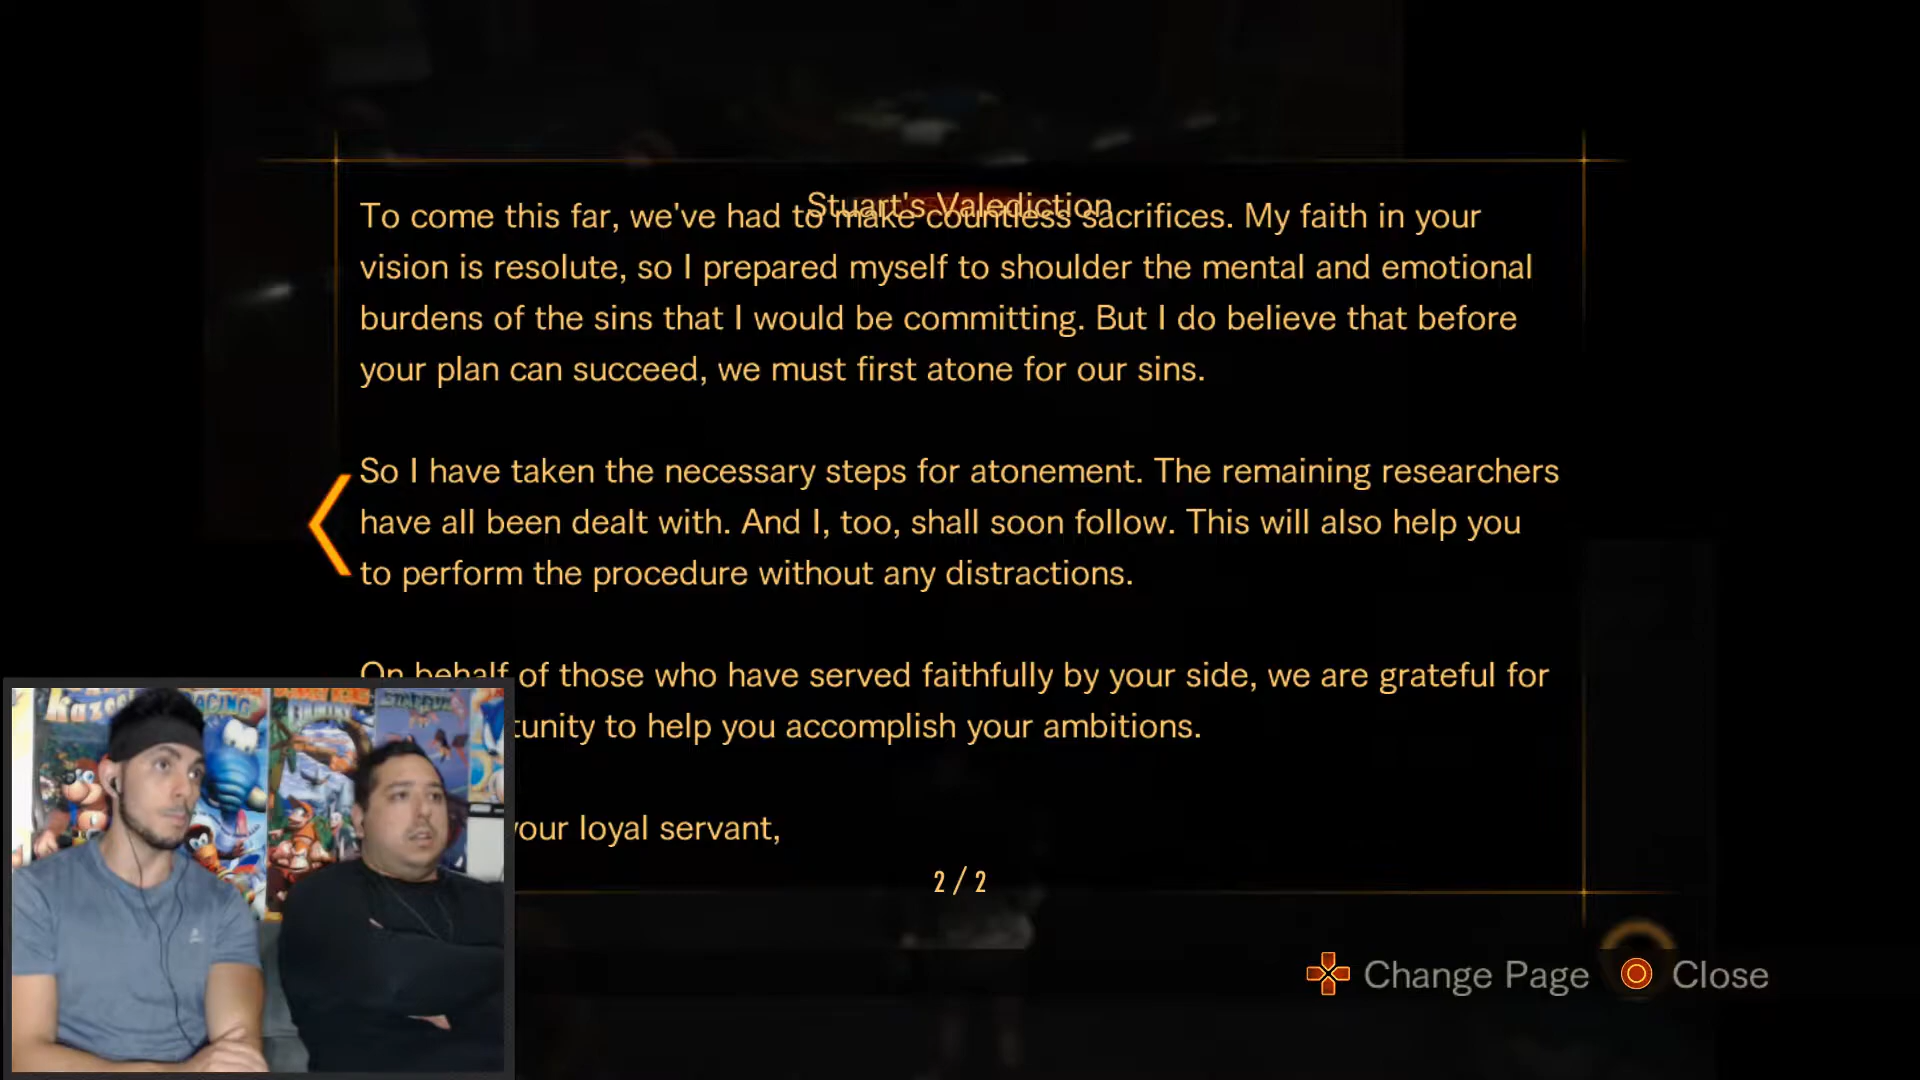 Stuart's Valediction
To come this far, we've had to make countless sacrifices. My faith in your
vision is resolute, so I prepared myself to shoulder the mental and emotional
burdens of the sins that I would be committing. But I do believe that before
your plan can succeed, we must first atone for our sins.
So I have taken the necessary steps for atonement. The remaining researchers
have all been dealt with. And I, too, shall soon follow. This will also help you
to perform the procedure without any distractions.
On behalf of those who have served faithfully by your side, we are grateful for
tunity to help you accomplish your ambitions.
your loyal servant,
2 / 2
Change Page Close
Kazoo
RACING